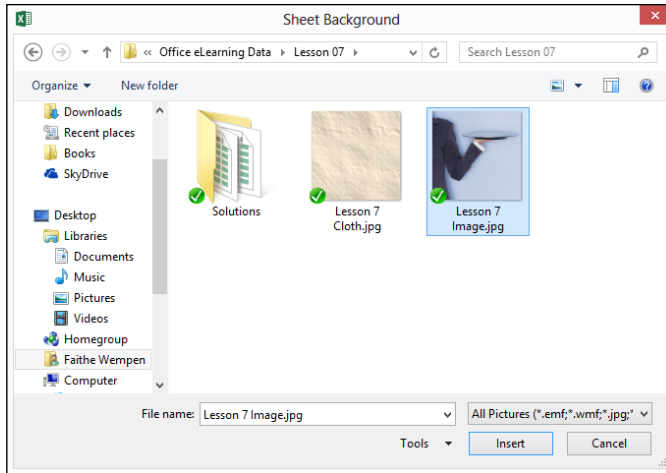 Sheet Background
« Office eLearning Data Lesson 07
Search Lesson 07
Organize
New folder
Downloads
Recent places
Books
SkyDrive
Desktop
Libraries
Documents
Music
Pictures
Videos
Homegroup
Faithe Wempen
Computer
Solutions
Lesson 7
Cloth.jpg
Lesson 7
Image.jpg
File name: Lesson 7 Image.jpg
All Pictures (*.emf;*.wmf;*.jpg;*
Tools
Insert
Cancel